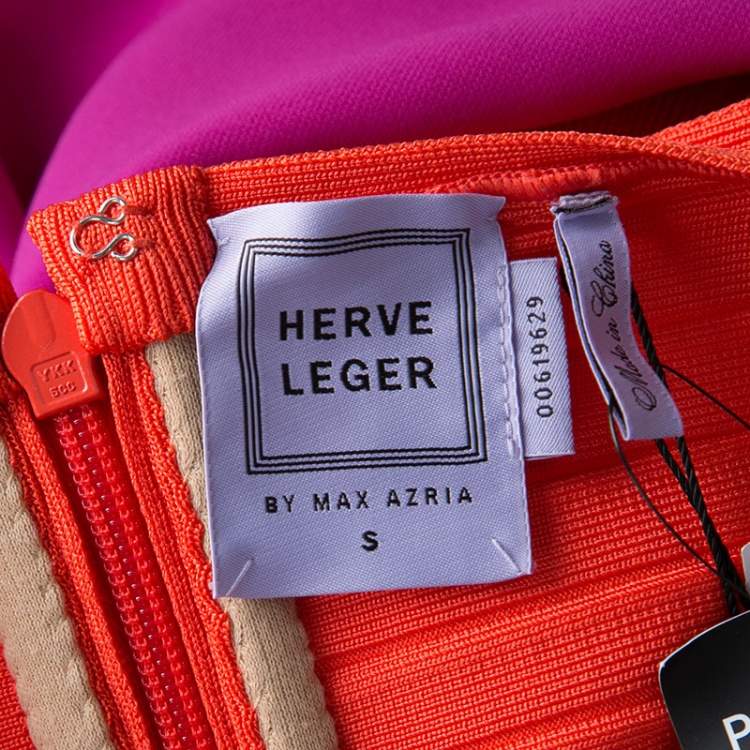 HERVE
LEGER
BY MAX AZRIA
S
00619629
Made in China
YKK
P